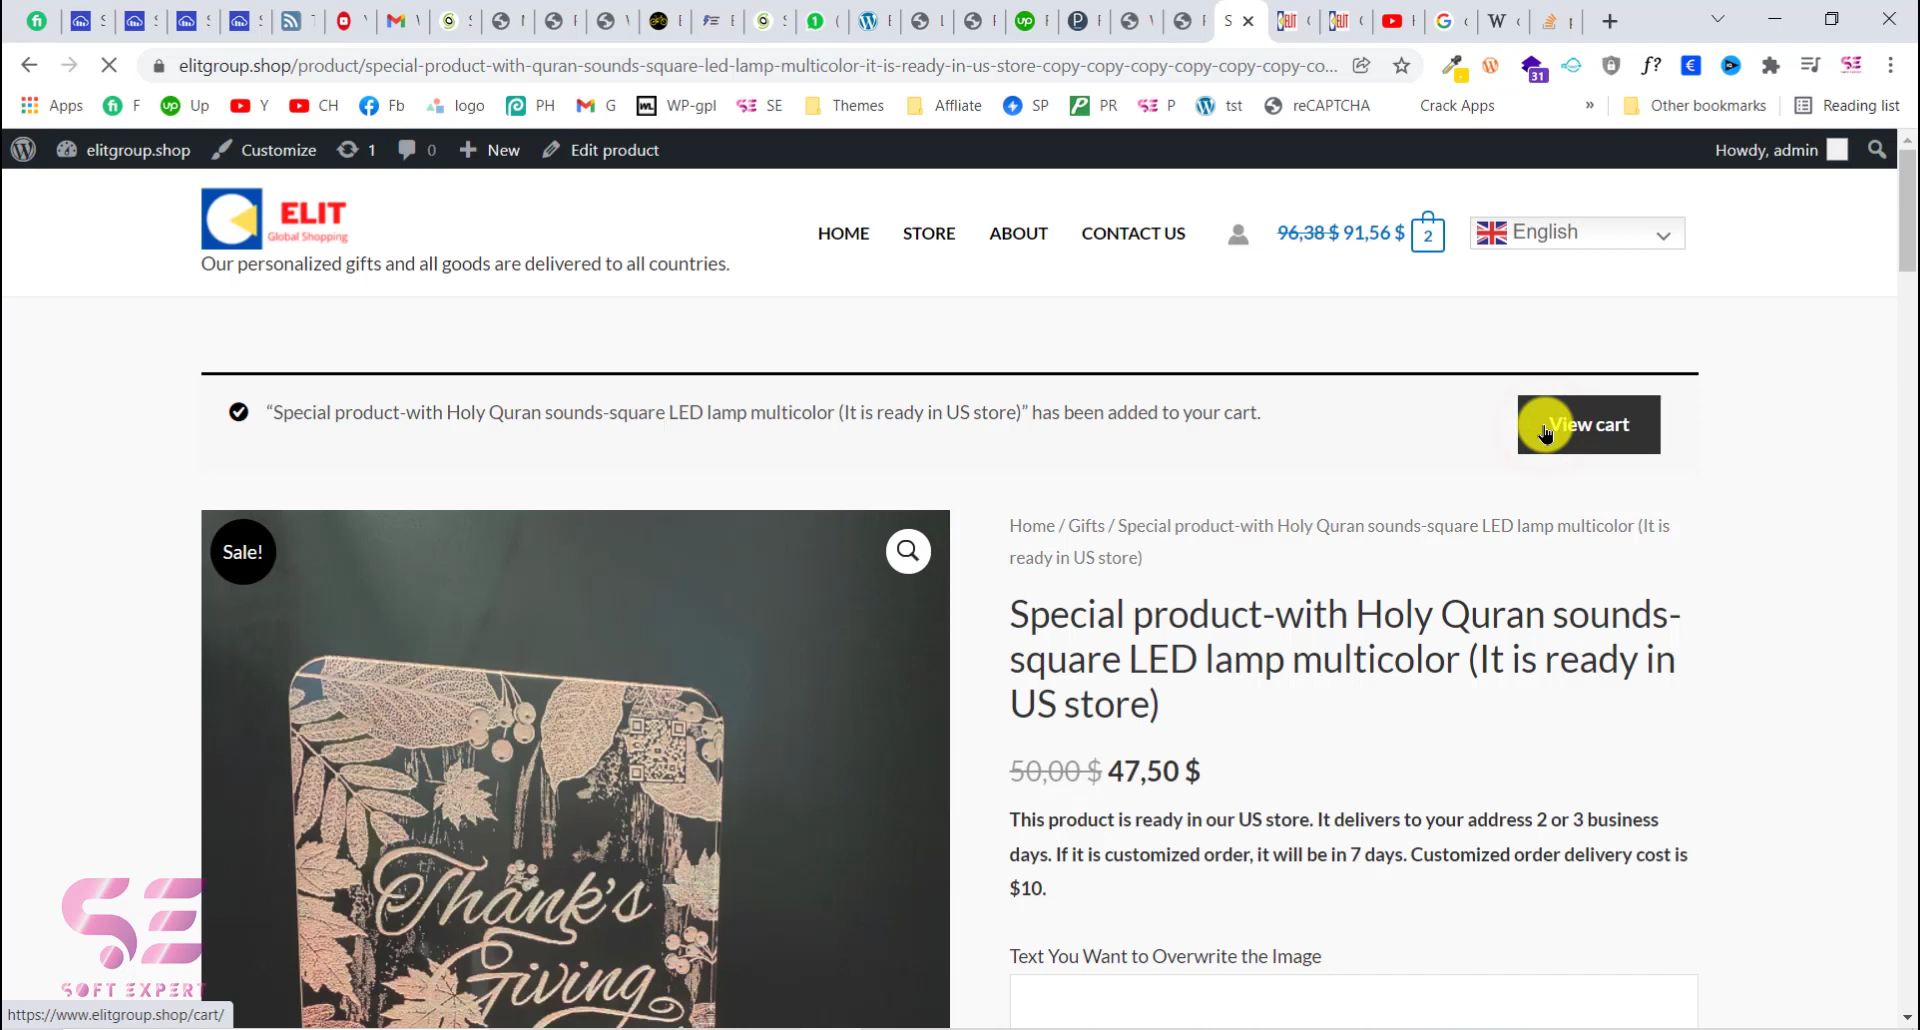 elitgroup.shop/product/special-product-with-quran-sounds-square-led-lamp-multicolor-it-is-ready-in-us-store-copy-copy-copy-copy-copy-copy-co...
31
Apps F Up Y CH Fb logo PH G WP-gpl SE Themes Affliate SP PR P tst reCAPTCHA Crack Apps » Other bookmarks Reading list
elitgroup.shop Customize 1 0 New Edit product Howdy, admin
ELIT
Global Shopping
Our personalized gifts and all goods are delivered to all countries.
HOME STORE ABOUT CONTACT US 96,38 $ 91,56 $ 2 English
“Special product-with Holy Quran sounds-square LED lamp multicolor (It is ready in US store)” has been added to your cart.
View cart
Sale!
Home / Gifts / Special product-with Holy Quran sounds-square LED lamp multicolor (It is
ready in US store)
Special product-with Holy Quran sounds-
square LED lamp multicolor (It is ready in
US store)
50,00 $ 47,50 $
This product is ready in our US store. It delivers to your address 2 or 3 business
days. If it is customized order, it will be in 7 days. Customized order delivery cost is
$10.
Text You Want to Overwrite the Image
Thank's
Giving
SE
SOFT EXPERT
https://www.elitgroup.shop/cart/